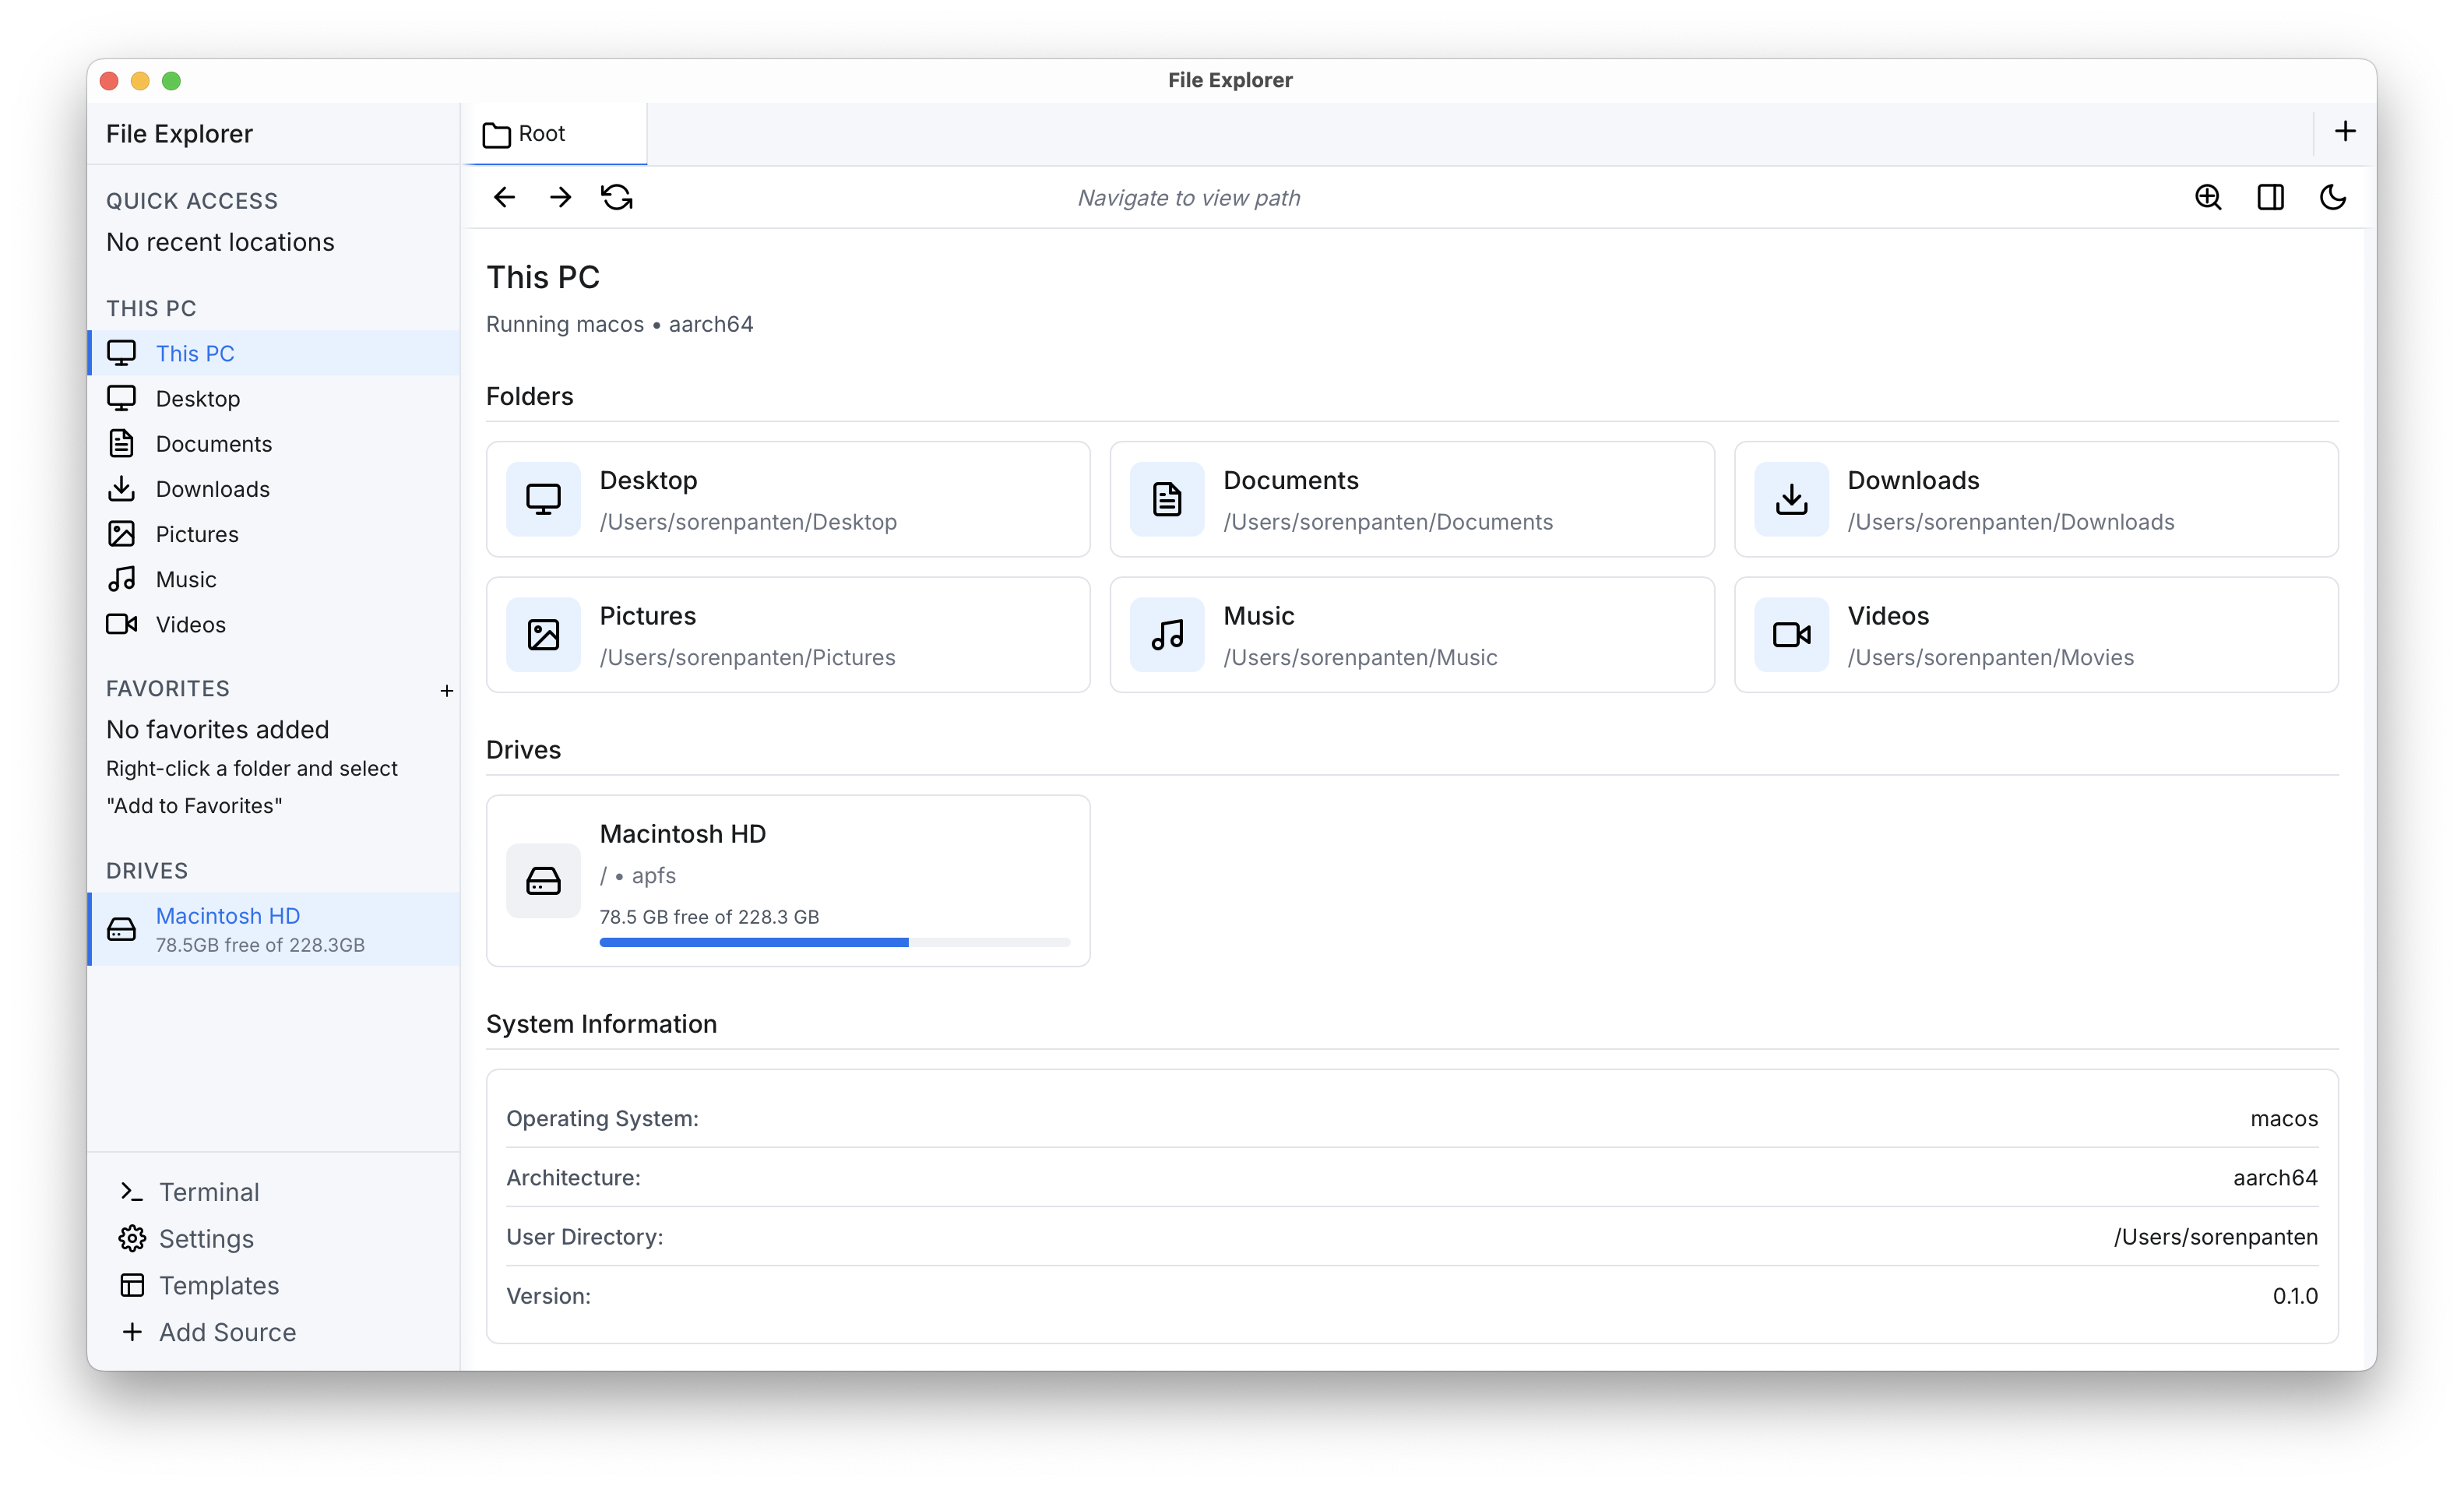 File Explorer
File Explorer
QUICK ACCESS
No recent locations
THIS PC
This PC
Desktop
Documents
Downloads
Pictures
Music
Videos
FAVORITES
No favorites added
Right-click a folder and select
"Add to Favorites"
DRIVES
Macintosh HD
78.5GB free of 228.3GB
Terminal
Settings
Templates
Add Source
Root
Navigate to view path
This PC
Running macos • aarch64
Folders
Desktop
/Users/sorenpanten/Desktop
Documents
/Users/sorenpanten/Documents
Downloads
/Users/sorenpanten/Downloads
Pictures
/Users/sorenpanten/Pictures
Music
/Users/sorenpanten/Music
Videos
/Users/sorenpanten/Movies
Drives
Macintosh HD
/ • apfs
78.5 GB free of 228.3 GB
System Information
Operating System: macos
Architecture: aarch64
User Directory: /Users/sorenpanten
Version: 0.1.0